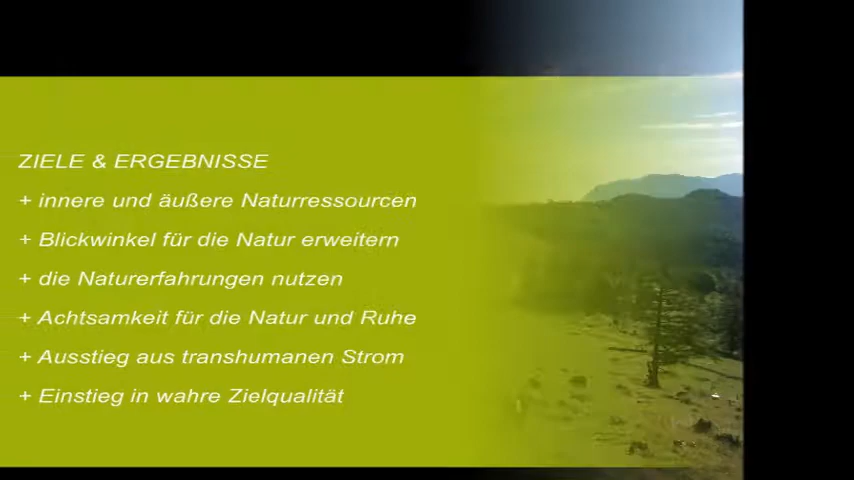 ZIELE & ERGEBNISSE
+ innere und äußere Naturressourcen
+ Blickwinkel für die Natur erweitern
+ die Naturerfahrungen nutzen
+ Achtsamkeit für die Natur und Ruhe
+ Ausstieg aus transhumanen Strom
+ Einstieg in wahre Zielqualität